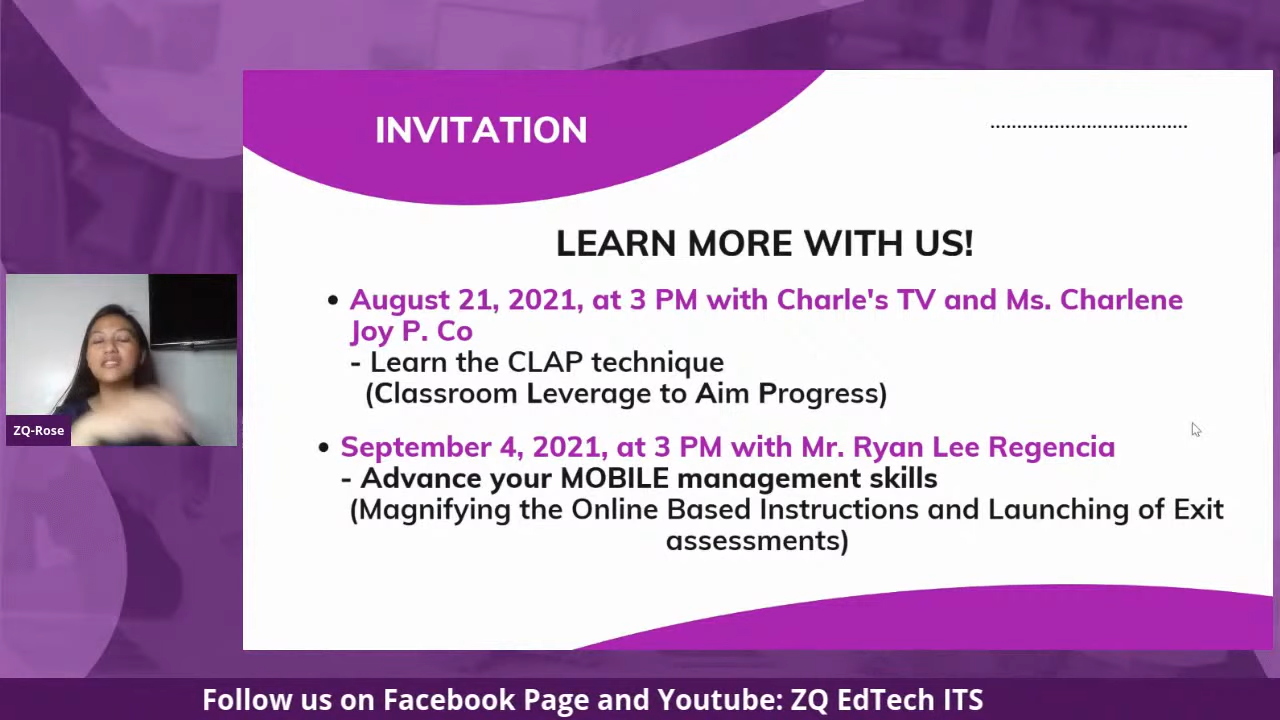 INVITATION
LEARN MORE WITH US!
August 21, 2021, at 3 PM with Charle's TV and Ms. Charlene
Joy P. Co
- Learn the CLAP technique
(Classroom Leverage to Aim Progress)
September 4, 2021, at 3 PM with Mr. Ryan Lee Regencia
- Advance your MOBILE management skills
(Magnifying the Online Based Instructions and Launching of Exit
assessments)
ZQ-Rose
Follow us on Facebook Page and Youtube: ZQ EdTech ITS